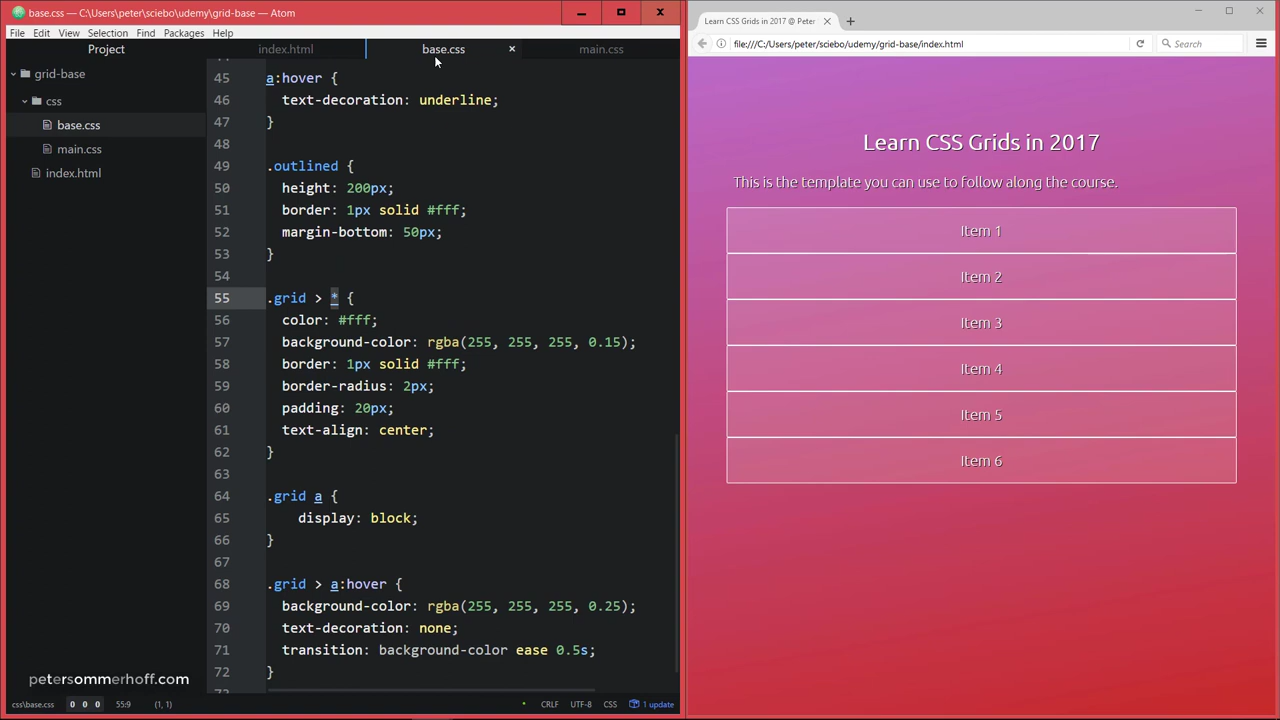 base.css — C:\Users\peter\sciebo\udemy\grid-base — Atom
File Edit View Selection Find Packages Help
Project
grid-base
css
base.css
main.css
index.html
index.html base.css main.css
45 a:hover {
46 text-decoration: underline;
47 }
48
49 .outlined {
50 height: 200px;
51 border: 1px solid #fff;
52 margin-bottom: 50px;
53 }
54
55 .grid > * {
56 color: #fff;
57 background-color: rgba(255, 255, 255, 0.15);
58 border: 1px solid #fff;
59 border-radius: 2px;
60 padding: 20px;
61 text-align: center;
62 }
63
64 .grid a {
65 display: block;
66 }
67
68 .grid > a:hover {
69 background-color: rgba(255, 255, 255, 0.25);
70 text-decoration: none;
71 transition: background-color ease 0.5s;
72 }
petersommerhoff.com
css\base.css 0 0 0 55:9 (1, 1) CRLF UTF-8 CSS 1 update
Learn CSS Grids in 2017 @ Peter
file:///C:/Users/peter/sciebo/udemy/grid-base/index.html
Search
Learn CSS Grids in 2017
This is the template you can use to follow along the course.
Item 1
Item 2
Item 3
Item 4
Item 5
Item 6